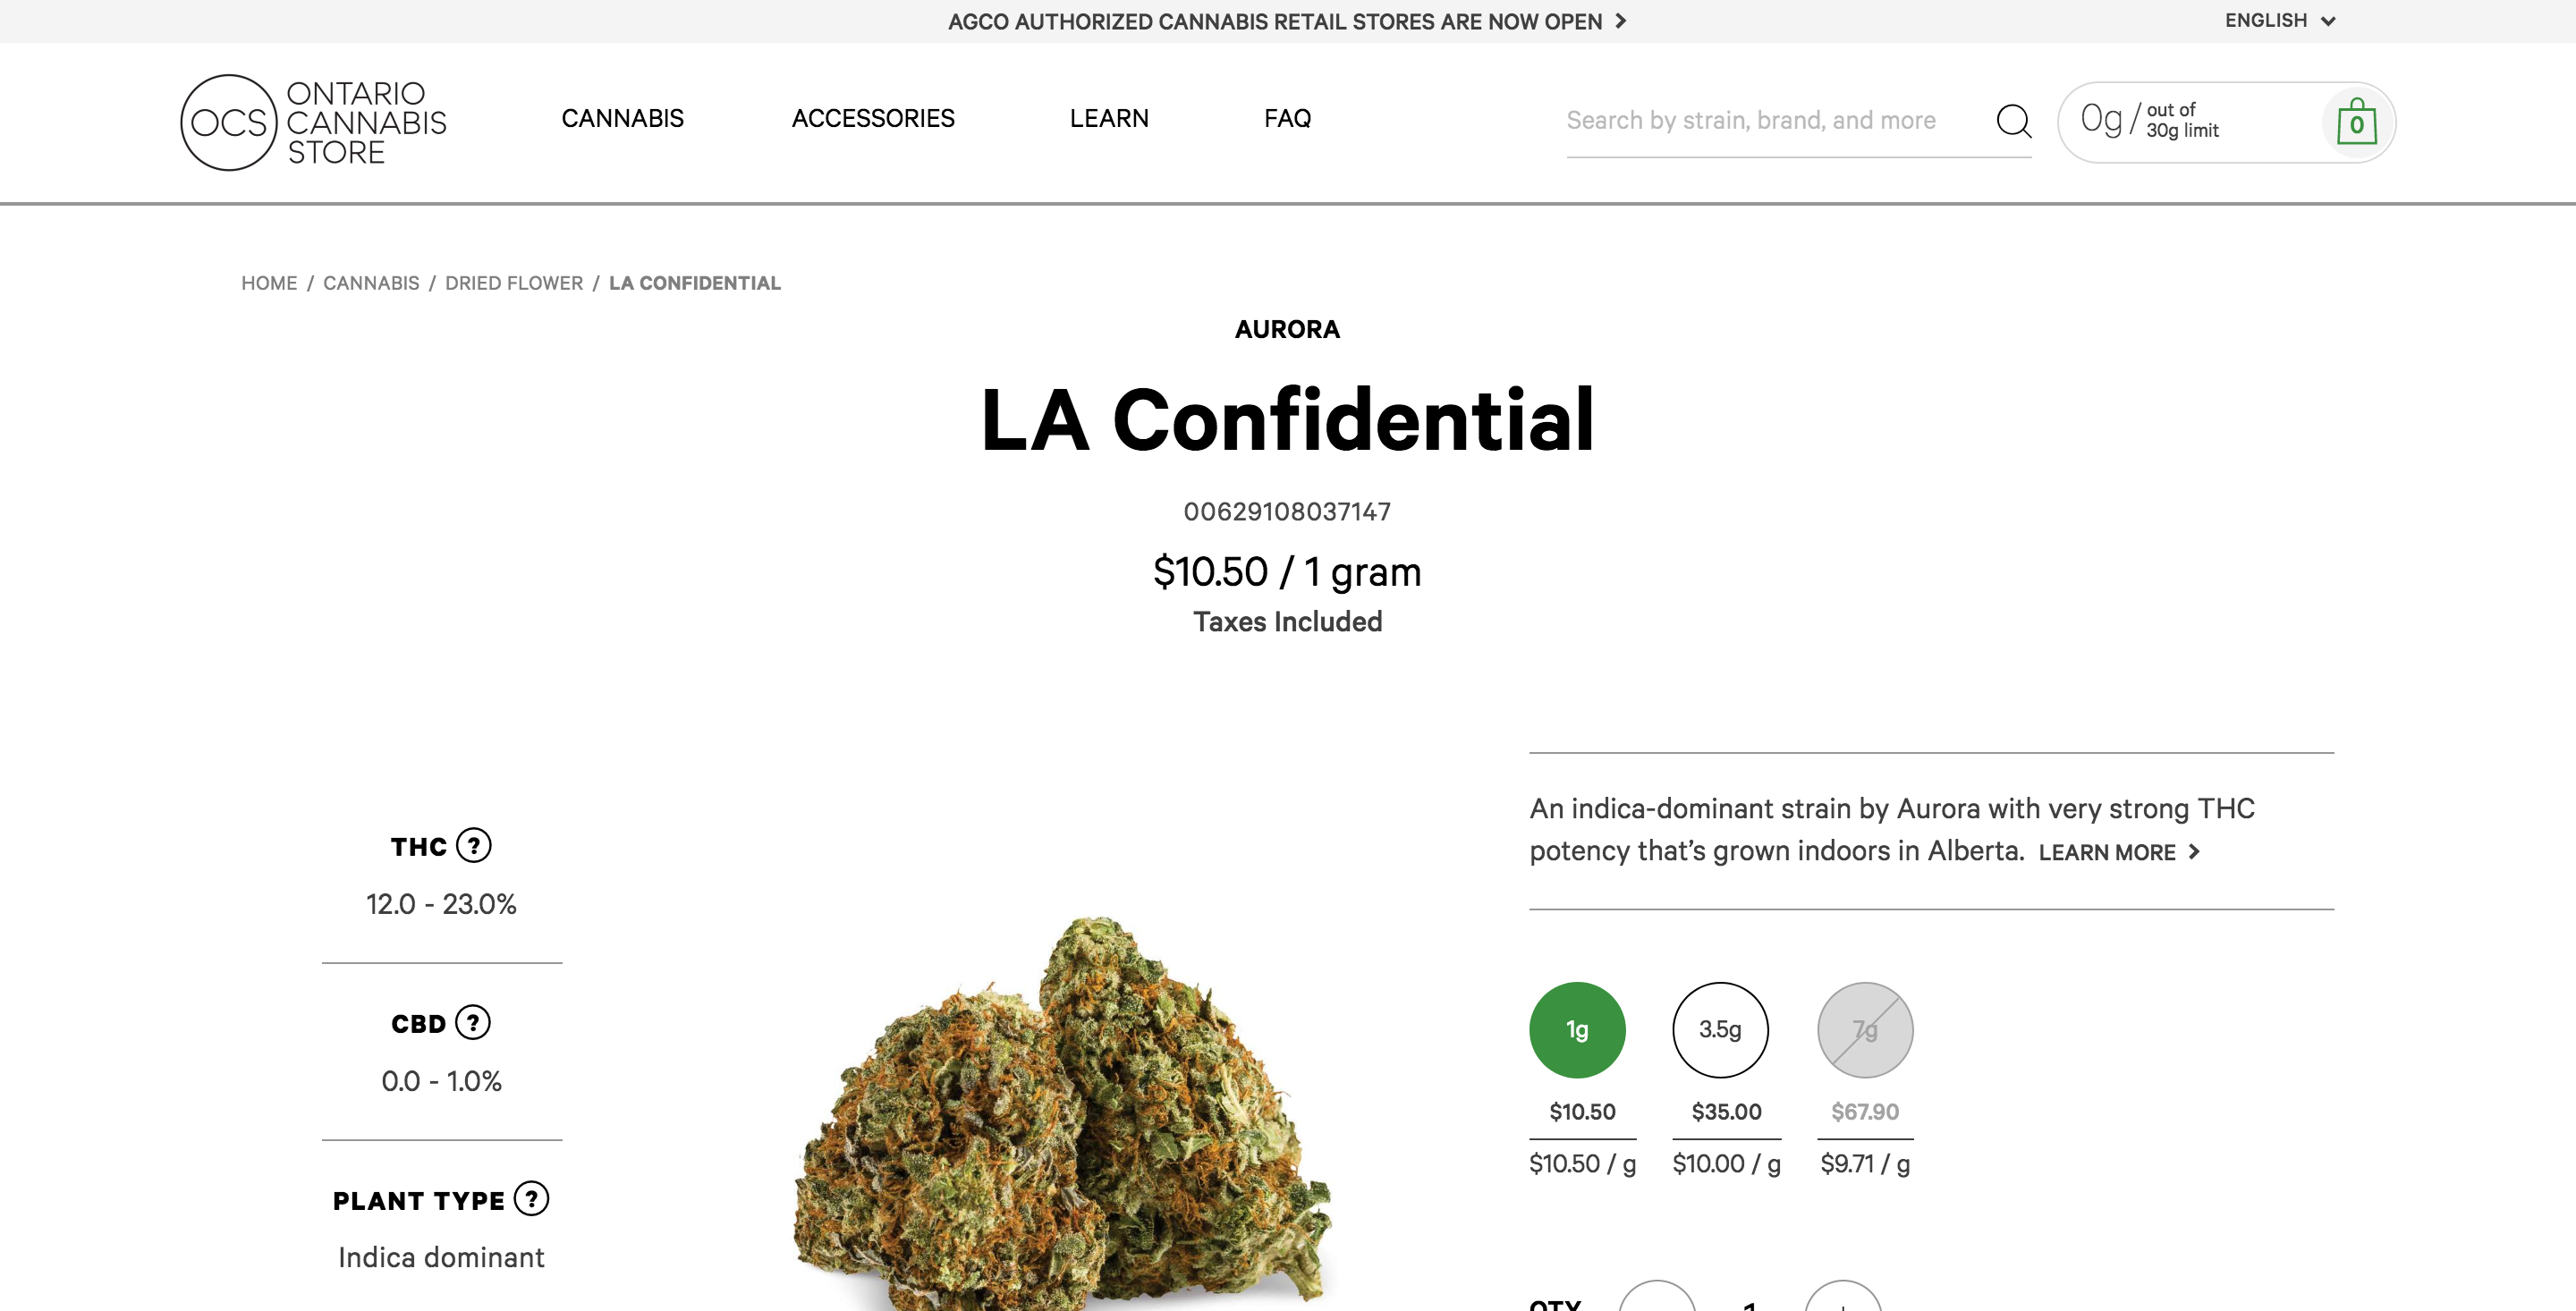 AGCO AUTHORIZED CANNABIS RETAIL STORES ARE NOW OPEN
ENGLISH
OCS
ONTARIO
CANNABIS
STORE
CANNABIS
ACCESSORIES
LEARN
FAQ
Search by strain, brand, and more
0g / out of
30g limit
0
HOME / CANNABIS / DRIED FLOWER / LA CONFIDENTIAL
AURORA
LA Confidential
00629108037147
$10.50 / 1 gram
Taxes Included
THC ?
12.0 - 23.0%
CBD ?
0.0 - 1.0%
PLANT TYPE ?
Indica dominant
An indica-dominant strain by Aurora with very strong THC
potency that’s grown indoors in Alberta. LEARN MORE
1g 3.5g 7g
$10.50 $35.00 $67.90
$10.50 / g $10.00 / g $9.71 / g
QTY 1